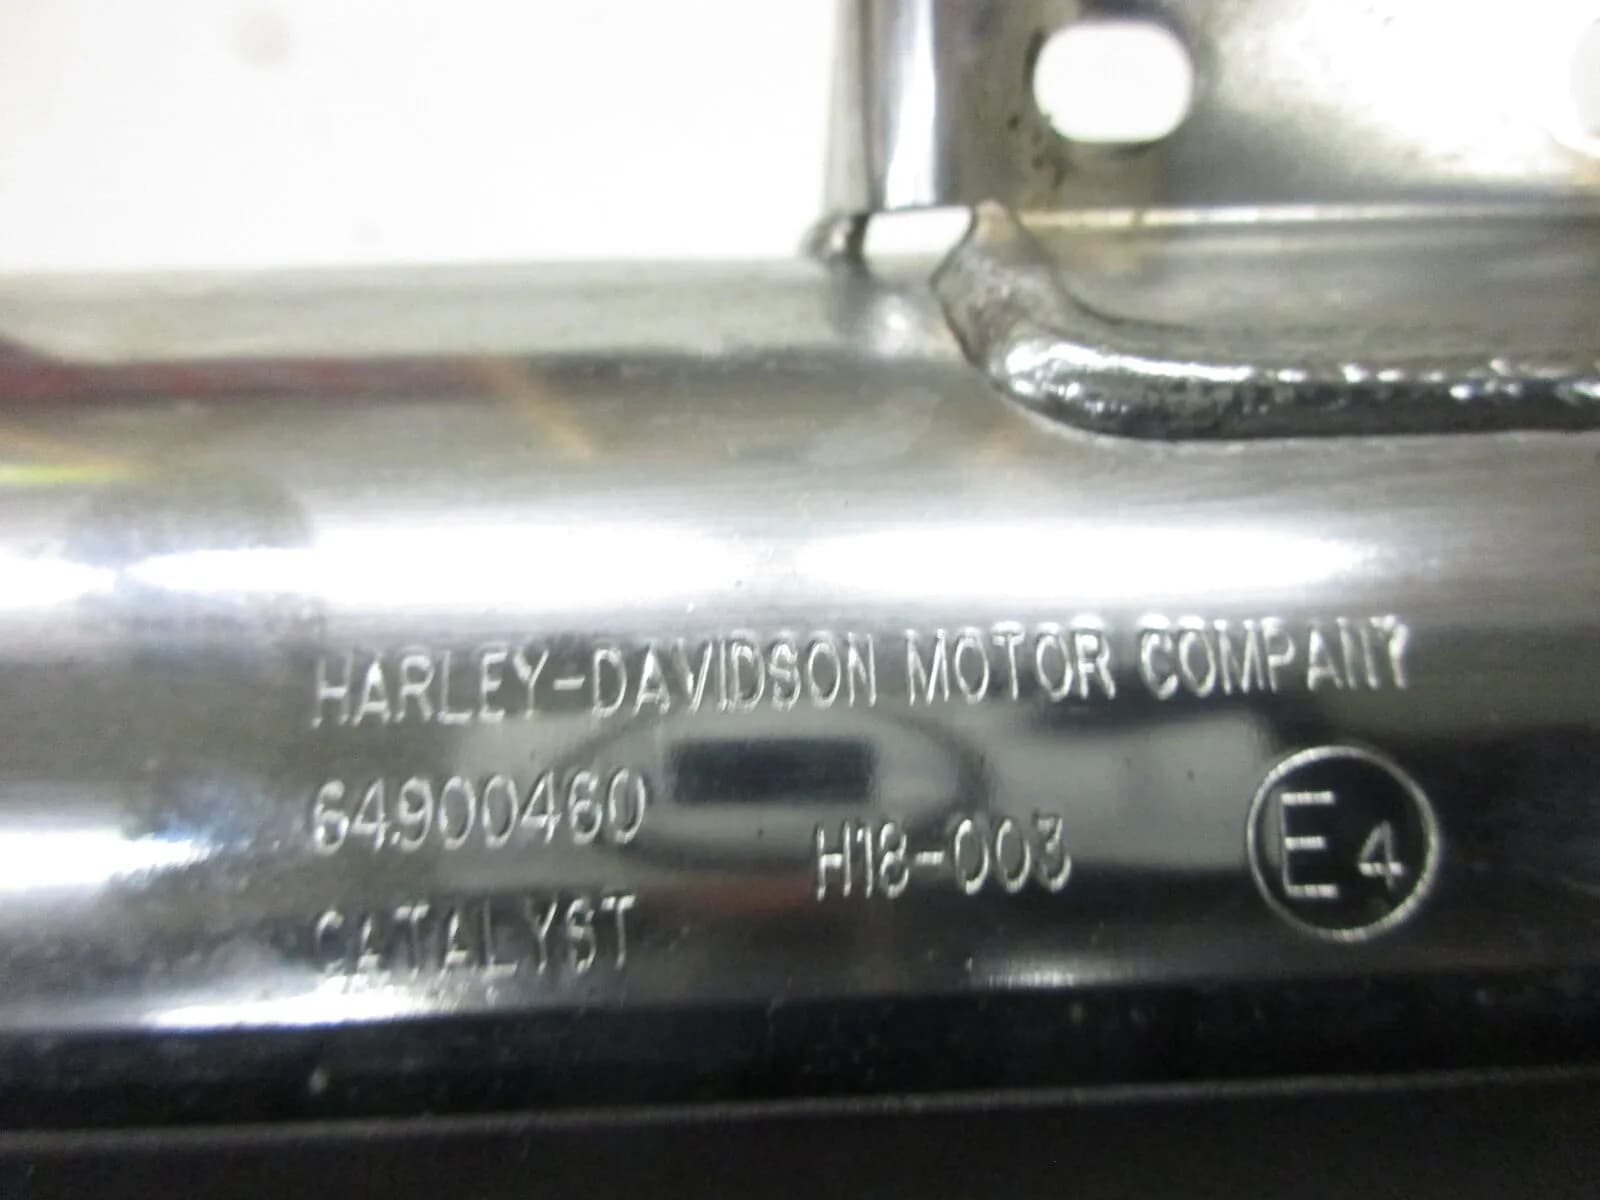 HARLEY-DAVIDSON MOTOR COMPANY
64900460
H18-003
E4
CATALYST